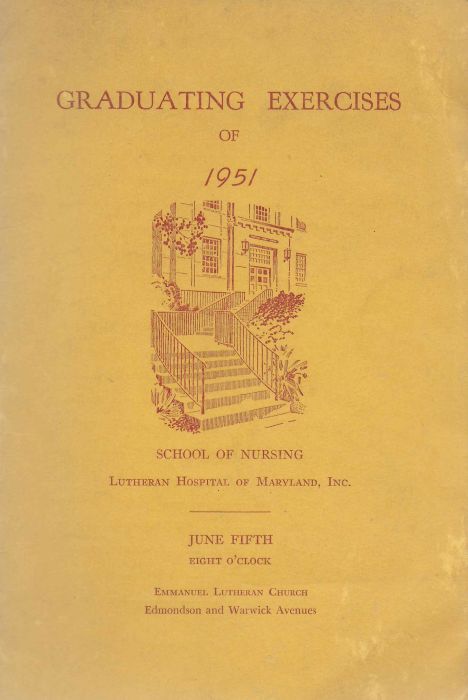 GRADUATING EXERCISES
OF
1951
SCHOOL OF NURSING
LUTHERAN HOSPITAL OF MARYLAND, INC.
JUNE FIFTH
EIGHT O'CLOCK
EMMANUEL LUTHERAN CHURCH
Edmondson and Warwick Avenues